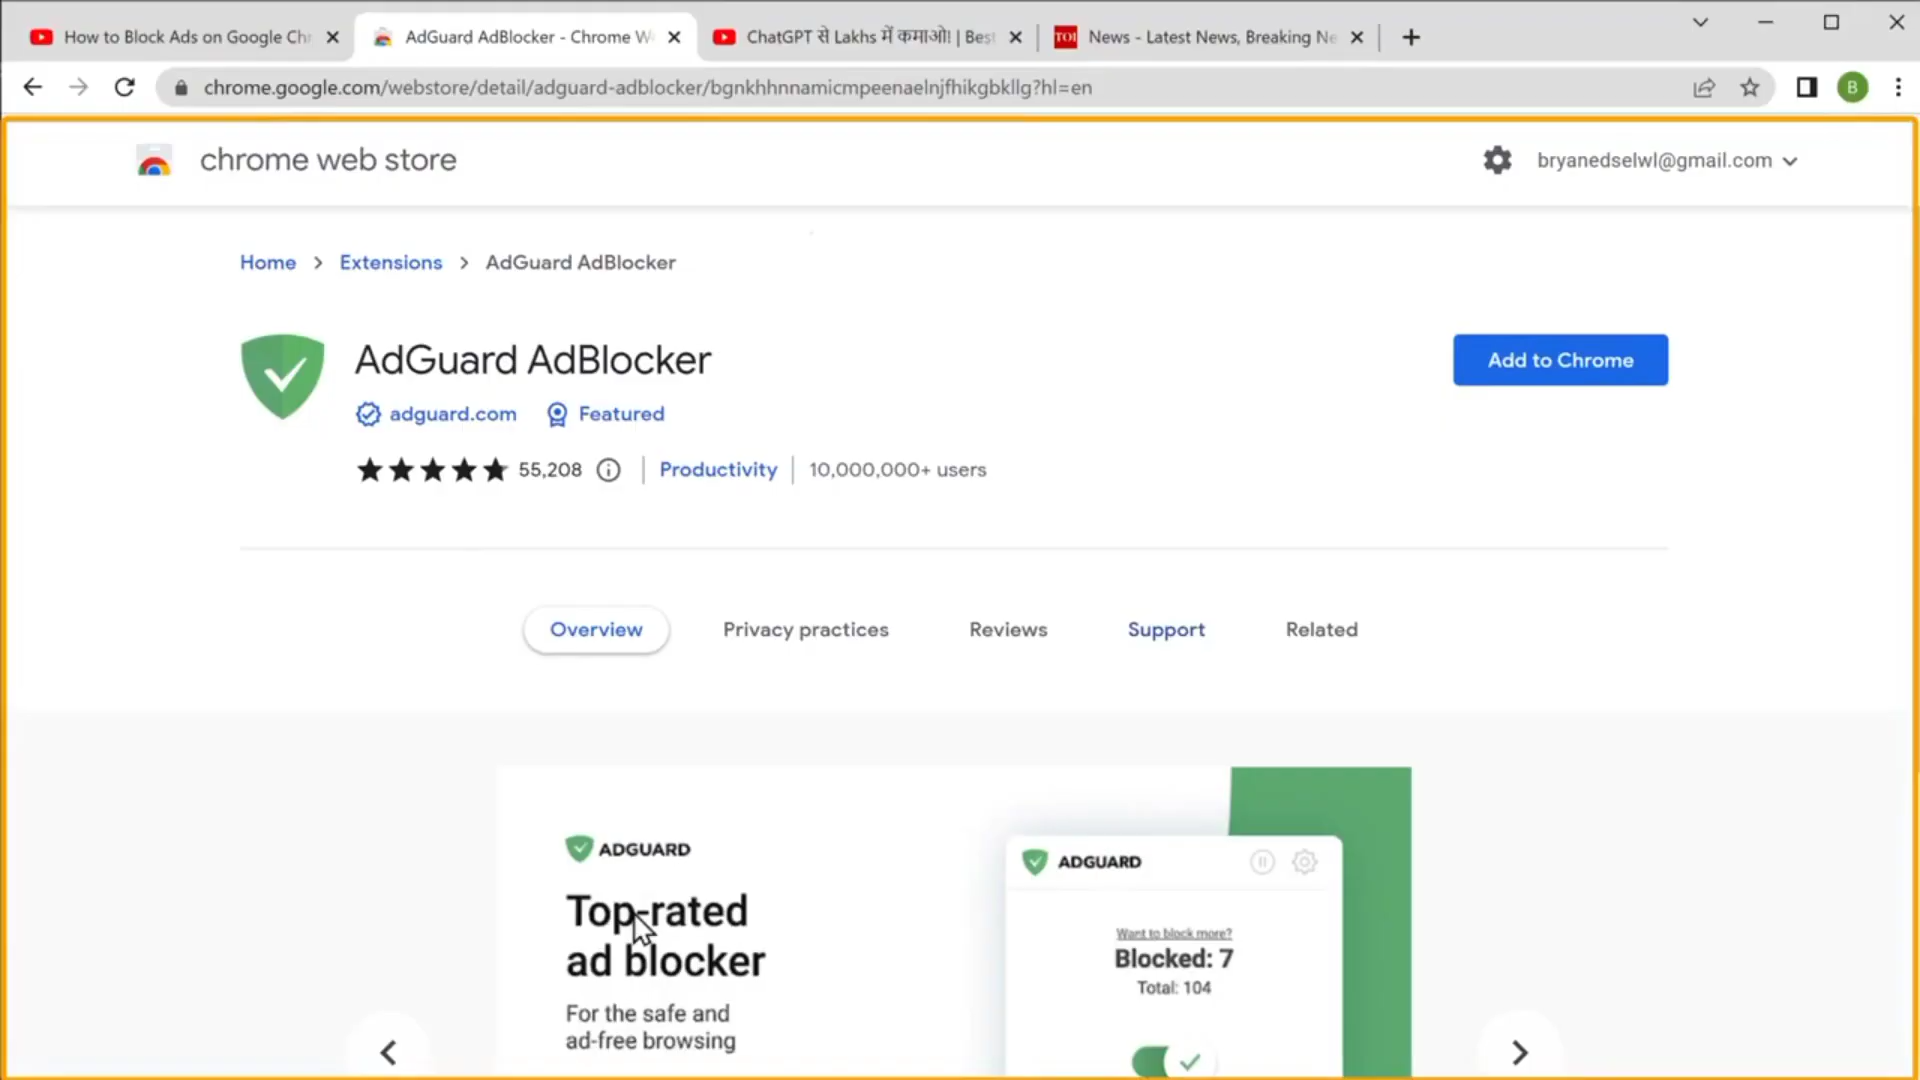 How to Block Ads on Google Chr
AdGuard AdBlocker - Chrome W
ChatGPT से Lakhs में कमाओ! | Best
TOI News - Latest News, Breaking Ne
chrome.google.com/webstore/detail/adguard-adblocker/bgnkhhnnamicmpeenaelnjfhikgbkllg?hl=en
B
chrome web store
bryanedselwl@gmail.com
Home > Extensions > AdGuard AdBlocker
AdGuard AdBlocker
Add to Chrome
adguard.com Featured
55,208 | Productivity | 10,000,000+ users
Overview Privacy practices Reviews Support Related
ADGUARD
Top-rated
ad blocker
For the safe and
ad-free browsing
ADGUARD
Want to block more?
Blocked: 7
Total: 104